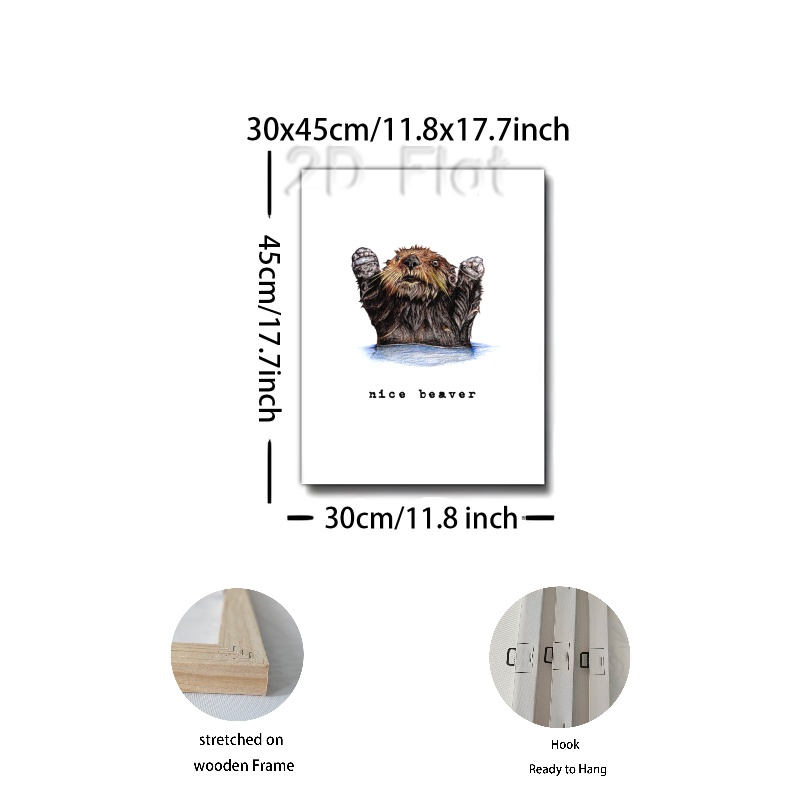 30x45cm/11.8x17.7inch
2D Flat
45cm/17.7inch
nice beaver
30cm/11.8 inch
stretched on
wooden Frame
Hook
Ready to Hang